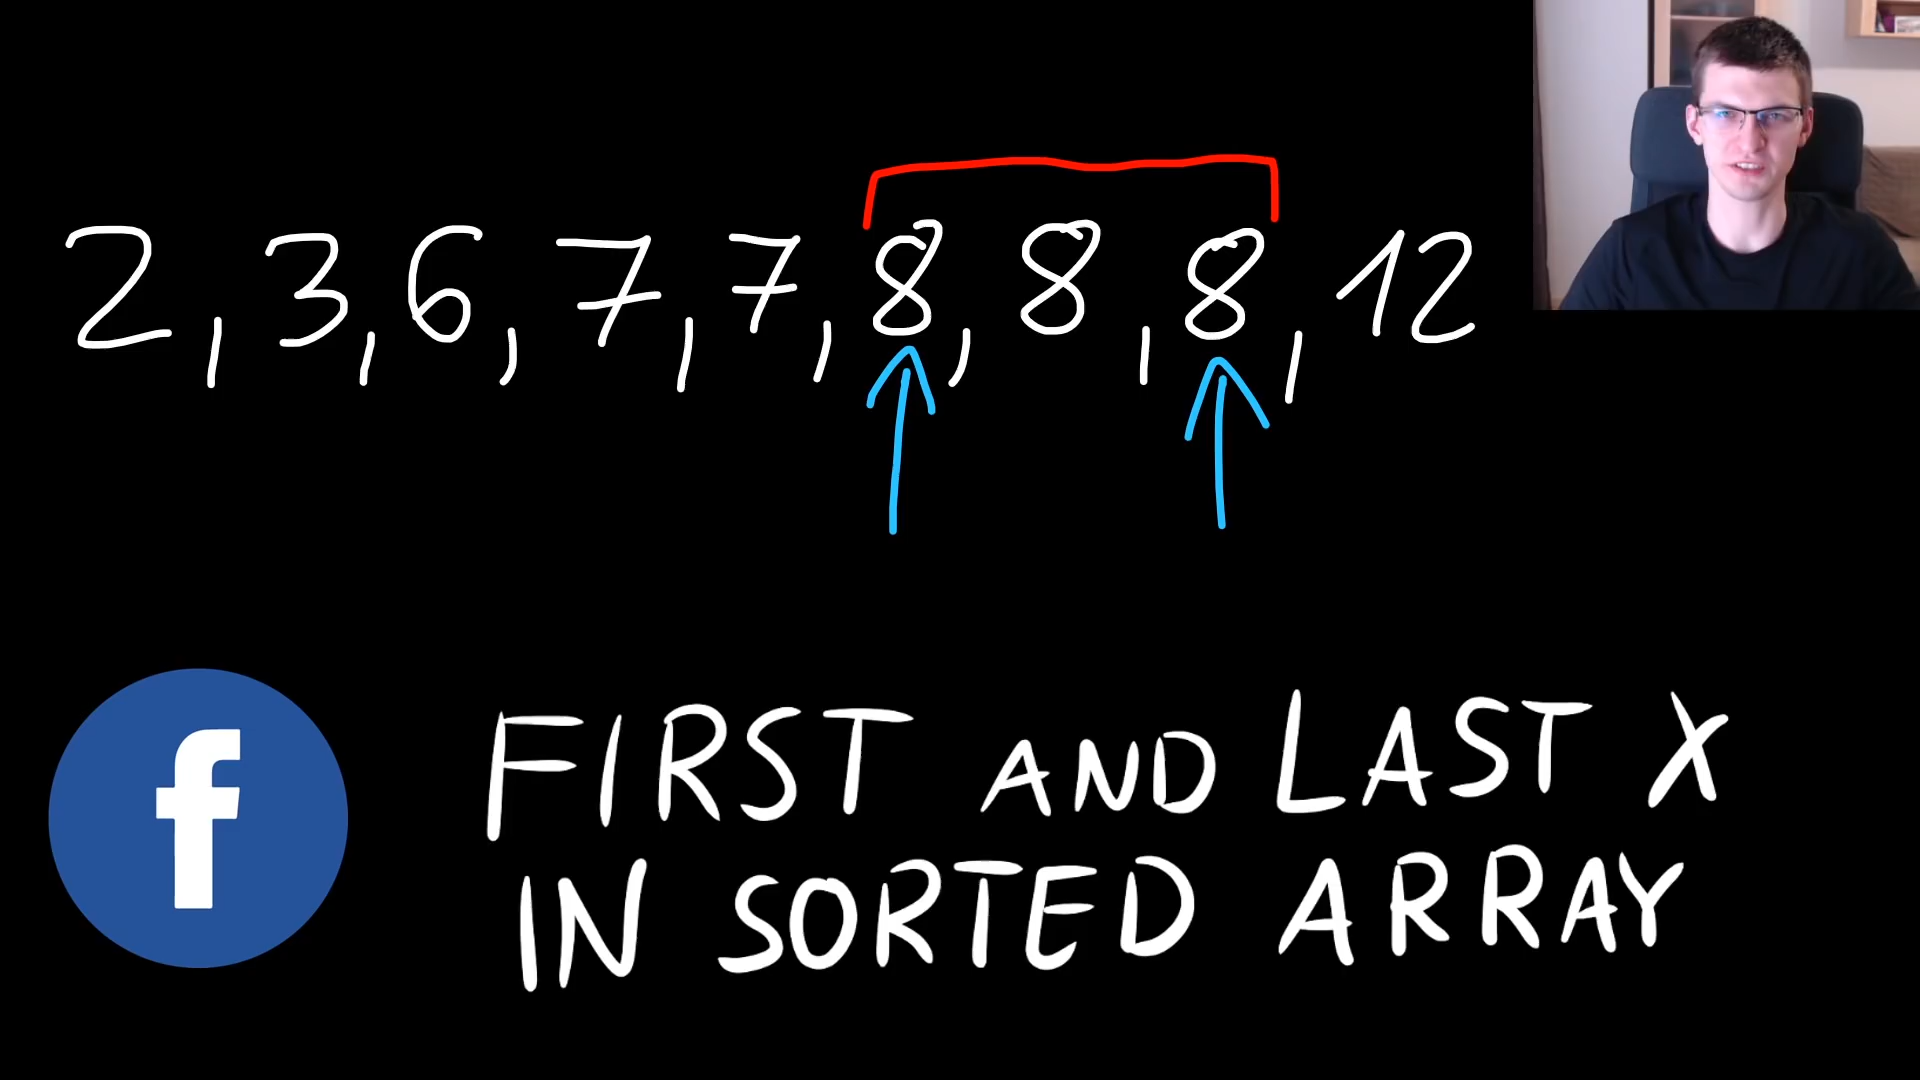 2, 3, 6, 7, 7, 8, 8, 8, 12
f
FIRST AND LAST X
IN SORTED ARRAY